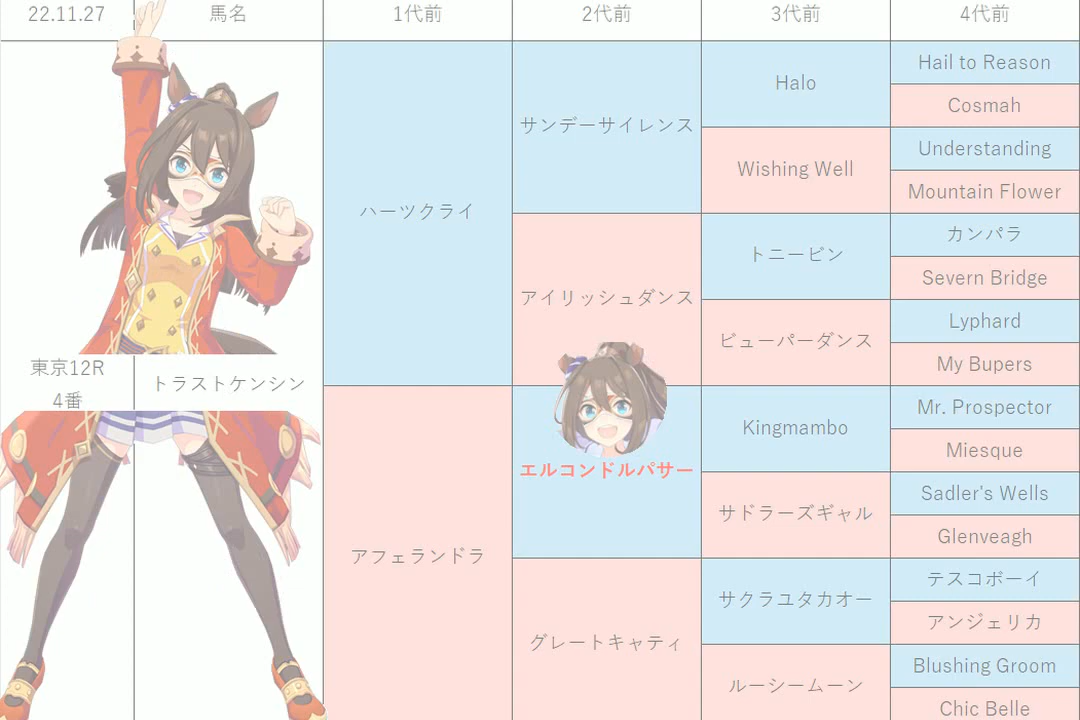 22.11.27 馬名 1代前 2代前 3代前 4代前
東京12R
4番
トラストケンシン
ハーツクライ
アフェランドラ
サンデーサイレンス
アイリッシュダンス
エルコンドルパサー
グレートキャティ
Halo
Wishing Well
トニービン
ビューパーダンス
Kingmambo
サドラーズギャル
サクラユタカオー
ルーシームーン
Hail to Reason
Cosmah
Understanding
Mountain Flower
カンパラ
Severn Bridge
Lyphard
My Bupers
Mr. Prospector
Miesque
Sadler's Wells
Glenveagh
テスコボーイ
アンジェリカ
Blushing Groom
Chic Belle